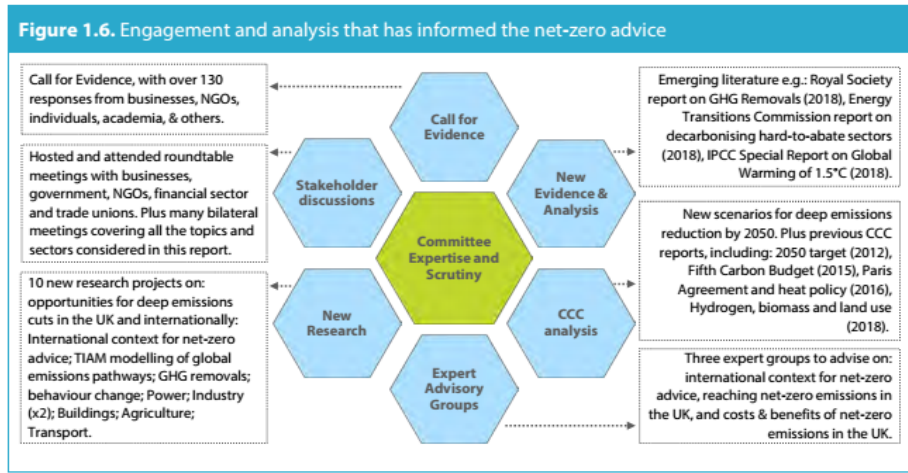 Figure 1.6. Engagement and analysis that has informed the net-zero advice
Call for Evidence, with over 130
responses from businesses, NGOs,
individuals, academia, & others.
Hosted and attended roundtable
meetings with businesses,
government, NGOs, financial sector
and trade unions. Plus many bilateral
meetings covering all the topics and
sectors considered in this report.
10 new research projects on:
opportunities for deep emissions
cuts in the UK and internationally:
International context for net-zero
advice; TIAM modelling of global
emissions pathways; GHG removals;
behaviour change; Power; Industry
(x2); Buildings; Agriculture;
Transport.
Call for
Evidence
Stakeholder
discussions
New
Evidence &
Analysis
Committee
Expertise and
Scrutiny
New
Research
CCC
analysis
Expert
Advisory
Groups
Emerging literature e.g.: Royal Society
report on GHG Removals (2018), Energy
Transitions Commission report on
decarbonising hard-to-abate sectors
(2018), IPCC Special Report on Global
Warming of 1.5°C (2018).
New scenarios for deep emissions
reduction by 2050. Plus previous CCC
reports, including: 2050 target (2012),
Fifth Carbon Budget (2015), Paris
Agreement and heat policy (2016),
Hydrogen, biomass and land use
(2018).
Three expert groups to advise on:
international context for net-zero
advice, reaching net-zero emissions in
the UK, and costs & benefits of net-zero
emissions in the UK.